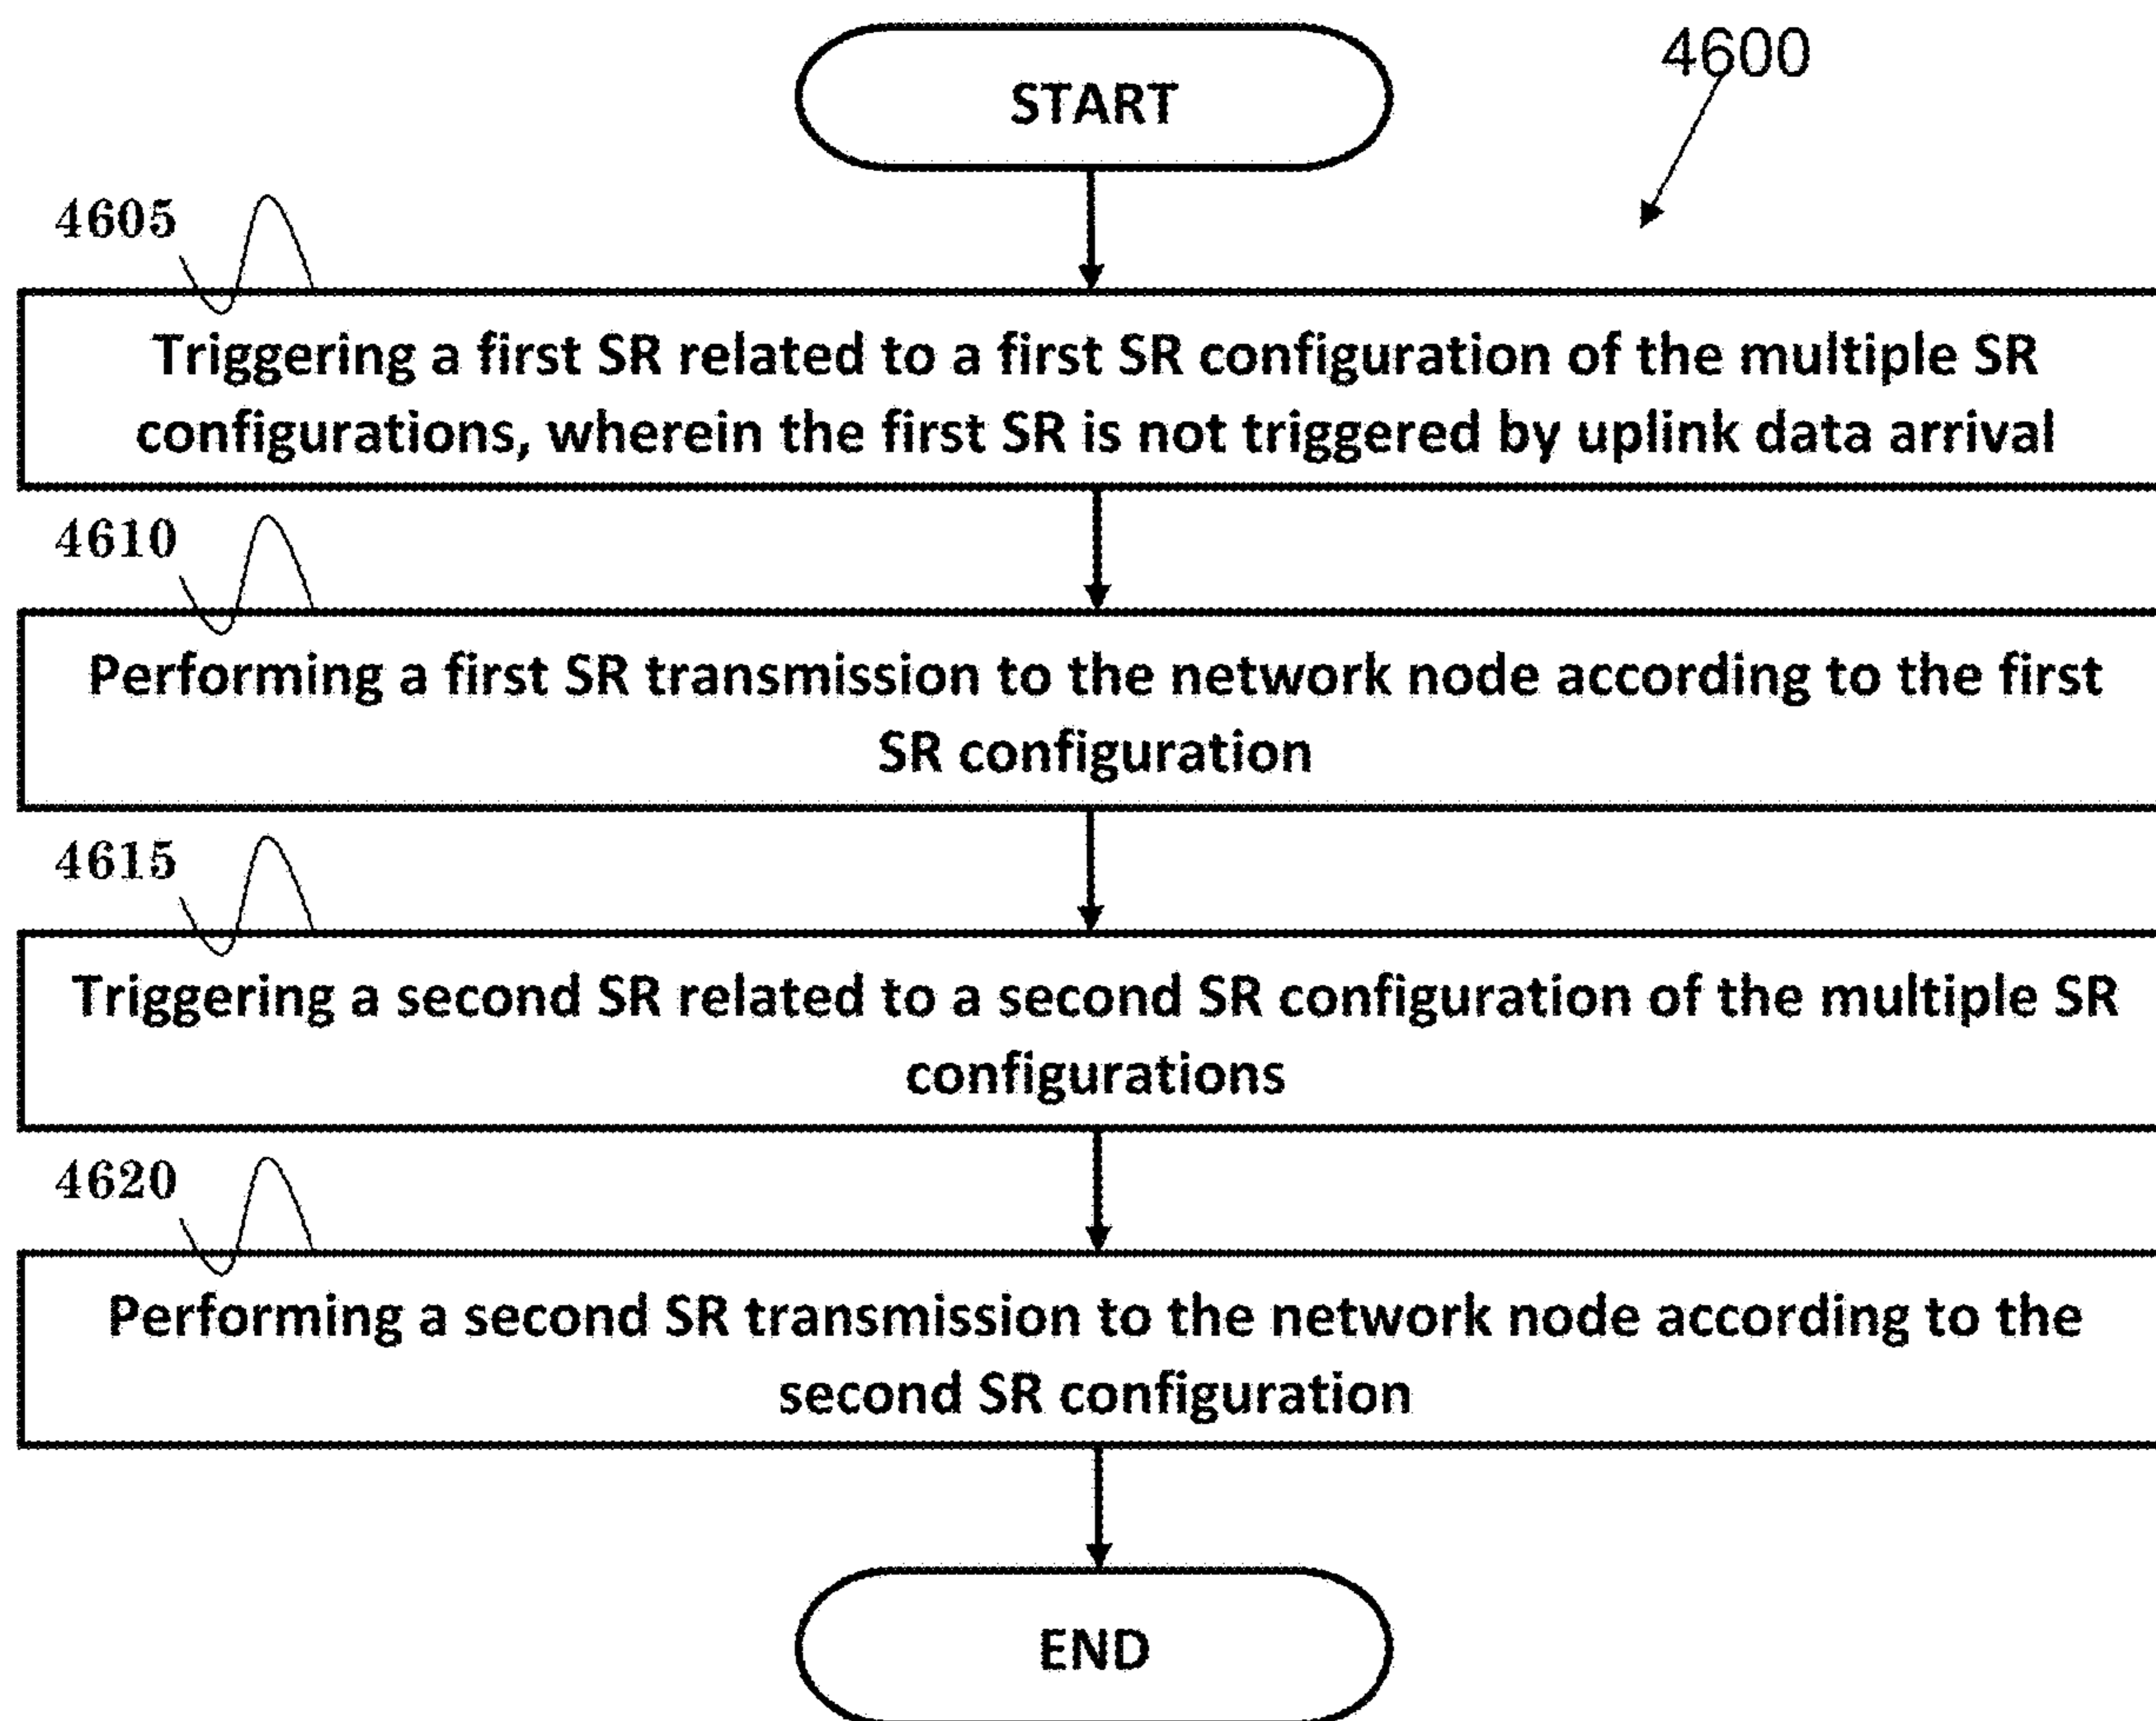 START
4600
4605
Triggering a first SR related to a first SR configuration of the multiple SR
configurations, wherein the first SR is not triggered by uplink data arrival
4610
Performing a first SR transmission to the network node according to the first
SR configuration
4615
Triggering a second SR related to a second SR configuration of the multiple SR
configurations
4620
Performing a second SR transmission to the network node according to the
second SR configuration
END